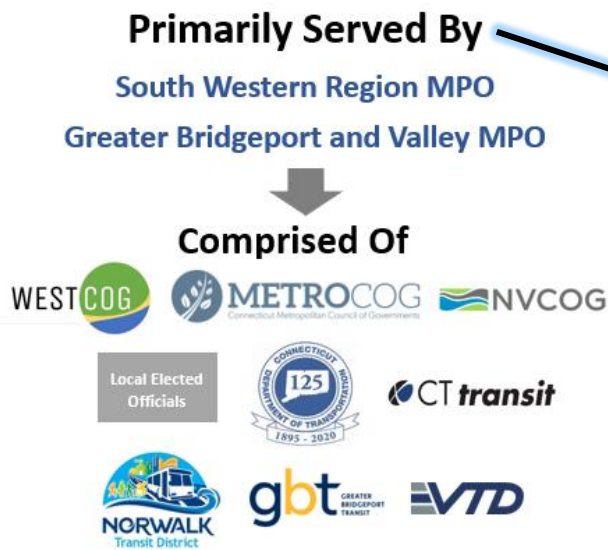 Primarily Served By
South Western Region MPO
Greater Bridgeport and Valley MPO
Comprised Of
WESTCOG
METROCOG
Connecticut Metropolitan Council of Governments
NVCOG
Local Elected
Officials
CONNECTICUT
125
DEPARTMENT OF TRANSPORTATION
1895 - 2020
CT transit
NORWALK
Transit District
gbt GREATER
BRIDGEPORT
TRANSIT
VTD